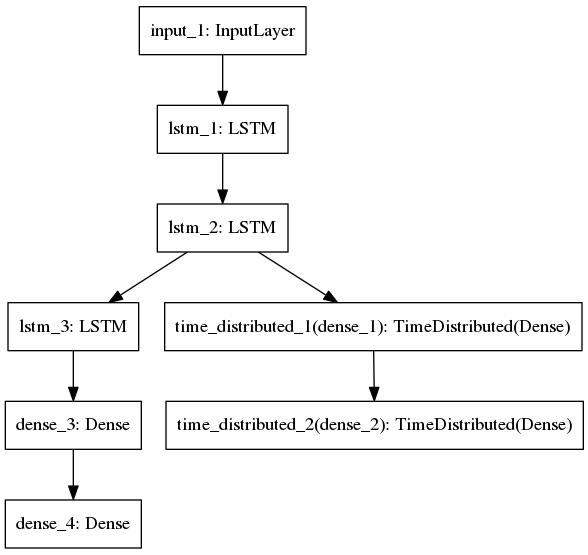 input_1: InputLayer
lstm_1: LSTM
lstm_2: LSTM
lstm_3: LSTM
time_distributed_1(dense_1): TimeDistributed(Dense)
dense_3: Dense
time_distributed_2(dense_2): TimeDistributed(Dense)
dense_4: Dense